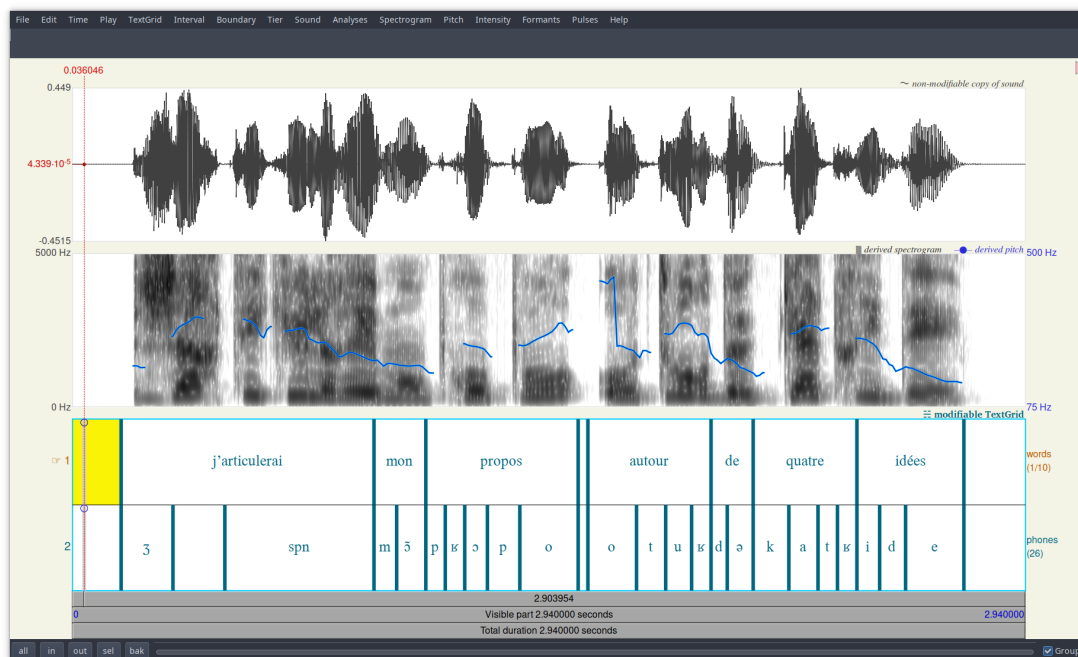 File Edit Time Play TextGrid Interval Boundary Tier Sound Analyses Spectrogram Pitch Intensity Formants Pulses Help
0.036046
0.449
~ non-modifiable copy of sound
4.339·10-5
-0.4515
5000 Hz
derived spectrogram derived pitch
500 Hz
0 Hz
75 Hz
modifiable TextGrid
☞ 1
j'articulerai mon propos autour de quatre idées
words
(1/10)
2
ʒ spn m ɔ̃ p ʁ ɔ p o o t u ʁ d ə k a t ʁ i d e
phones
(26)
2.903954
0 Visible part 2.940000 seconds 2.940000
Total duration 2.940000 seconds
all in out sel bak Group